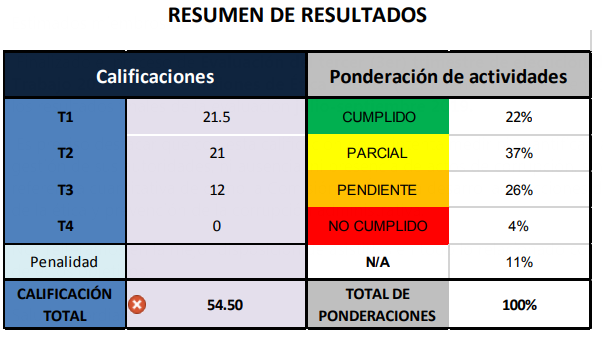 RESUMEN DE RESULTADOS
Calificaciones Ponderación de actividades
T1 21.5 CUMPLIDO 22%
T2 21 PARCIAL 37%
T3 12 PENDIENTE 26%
T4 0 NO CUMPLIDO 4%
Penalidad N/A 11%
CALIFICACIÓN TOTAL 54.50 TOTAL DE PONDERACIONES 100%